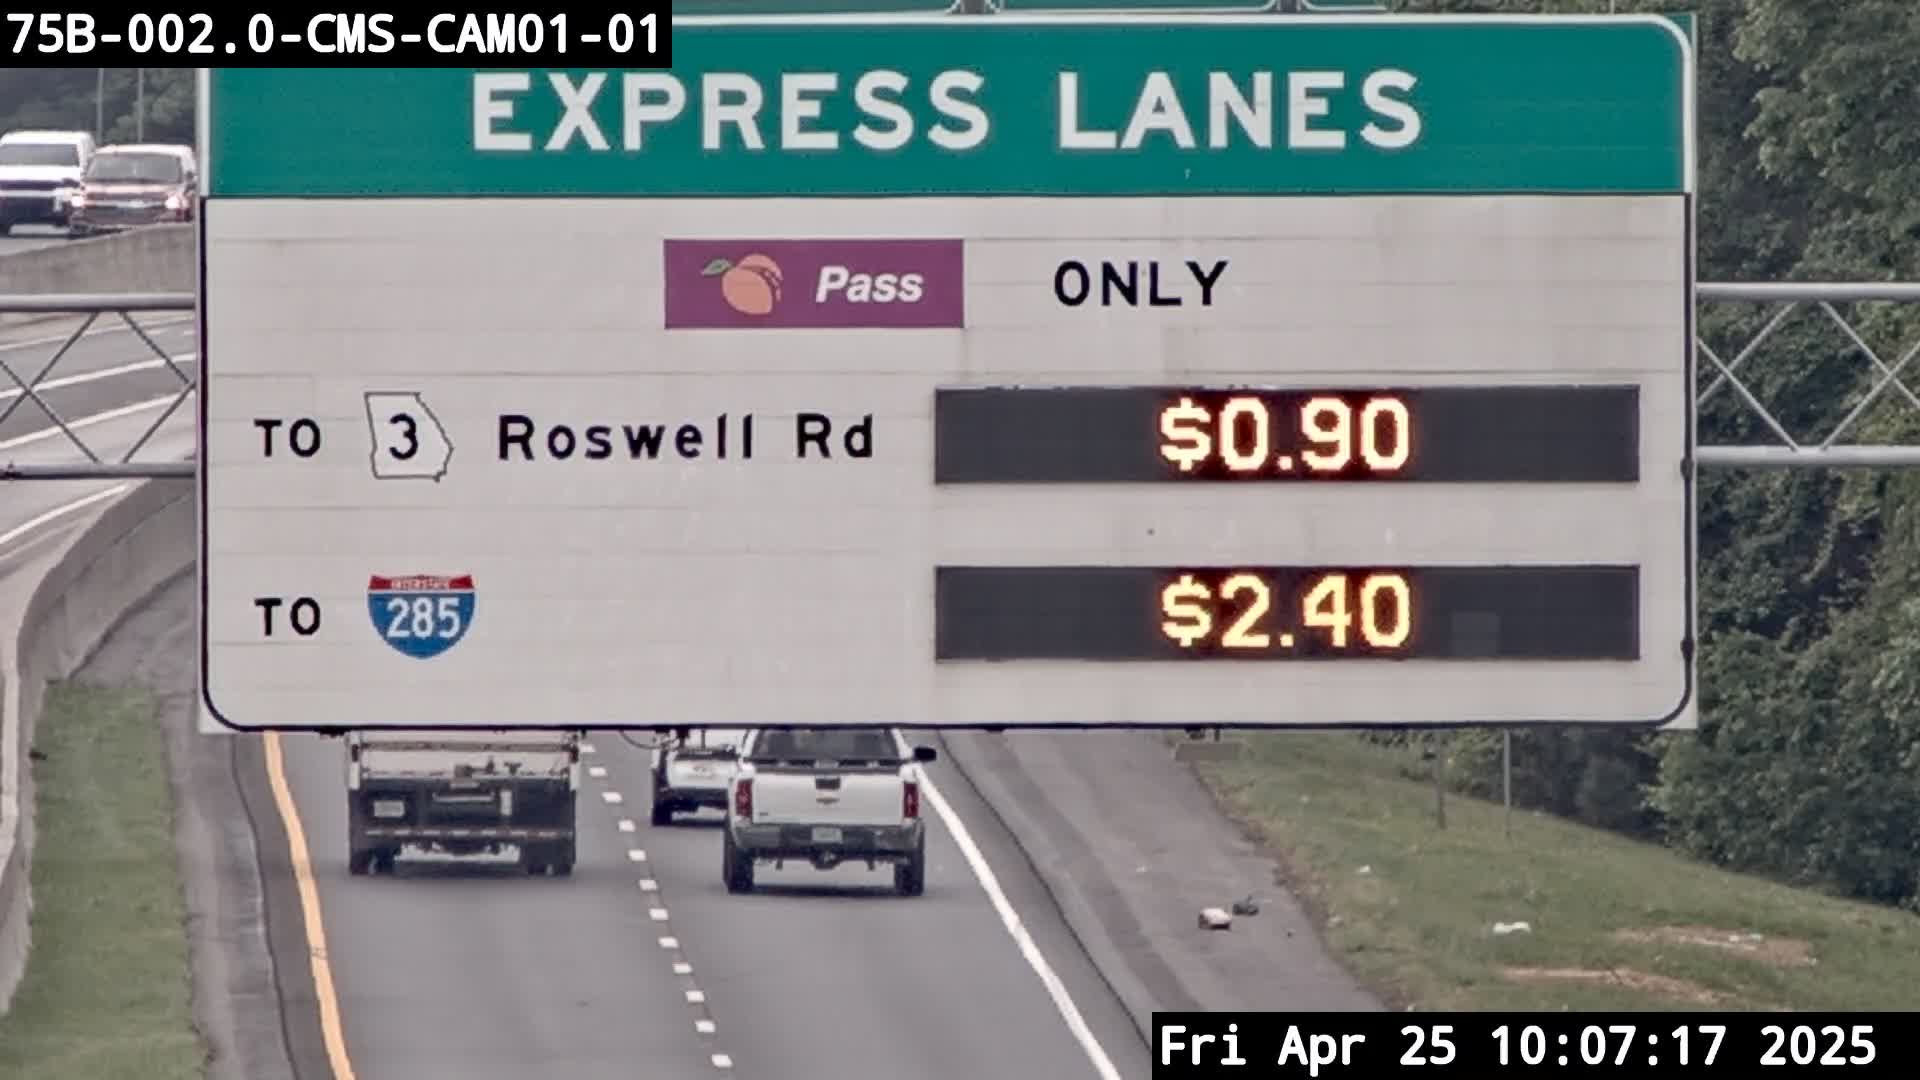 75B-002.0-CMS-CAM01-01
EXPRESS LANES
Pass ONLY
TO 3 Roswell Rd $0.90
INTERSTATE
TO 285 $2.40
Fri Apr 25 10:07:17 2025